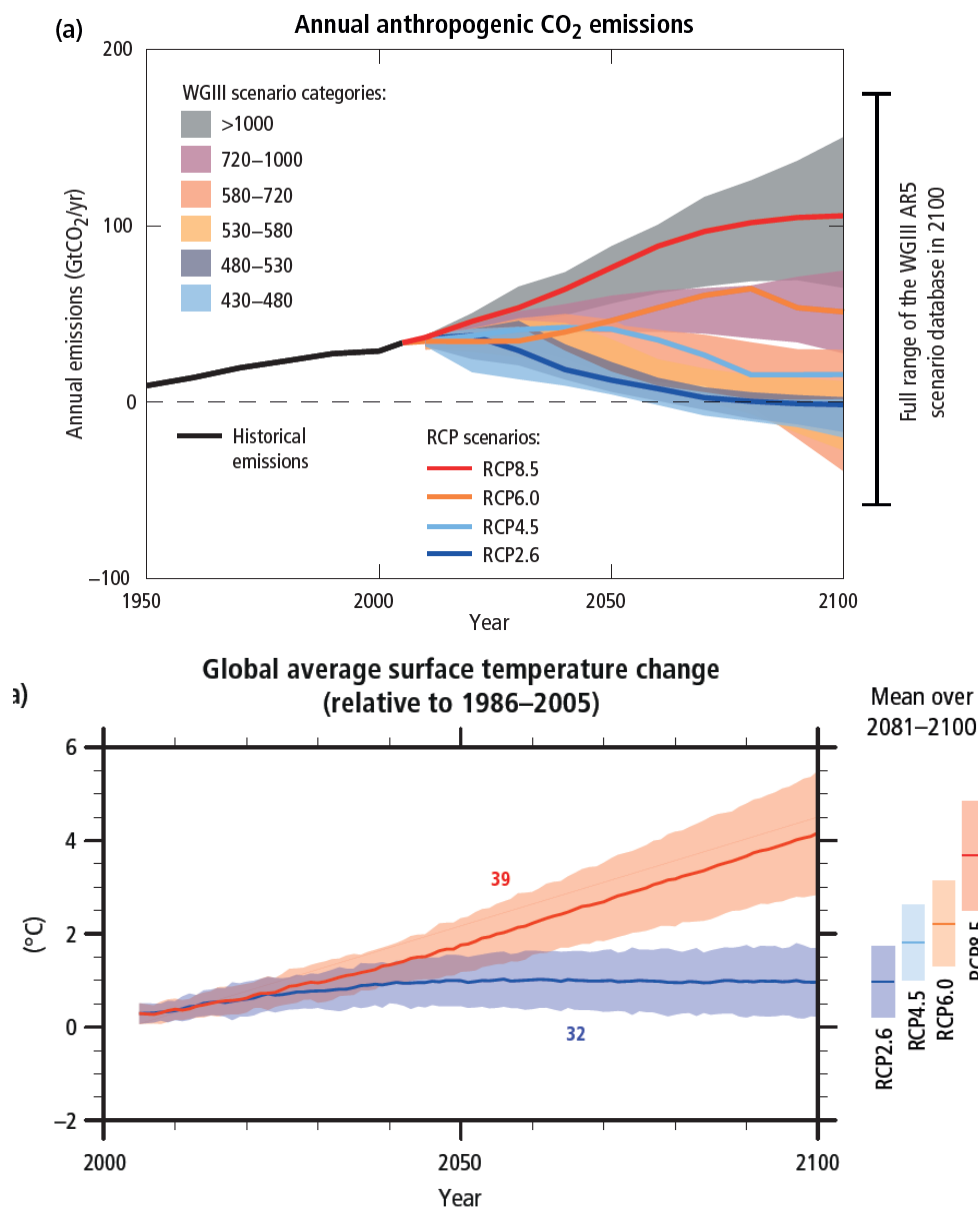 (a)
Annual anthropogenic CO₂ emissions
200
100
0
−100
Annual emissions (GtCO₂/yr)
WGIII scenario categories:
>1000
720–1000
580–720
530–580
480–530
430–480
Historical
emissions
RCP scenarios:
RCP8.5
RCP6.0
RCP4.5
RCP2.6
1950
2000
2050
2100
Year
Full range of the WGIII AR5
scenario database in 2100
a)
Global average surface temperature change
(relative to 1986–2005)
Mean over
2081–2100
6
4
2
0
−2
(°C)
39
32
2000
2050
2100
Year
RCP2.6
RCP4.5
RCP6.0
RCP8.5